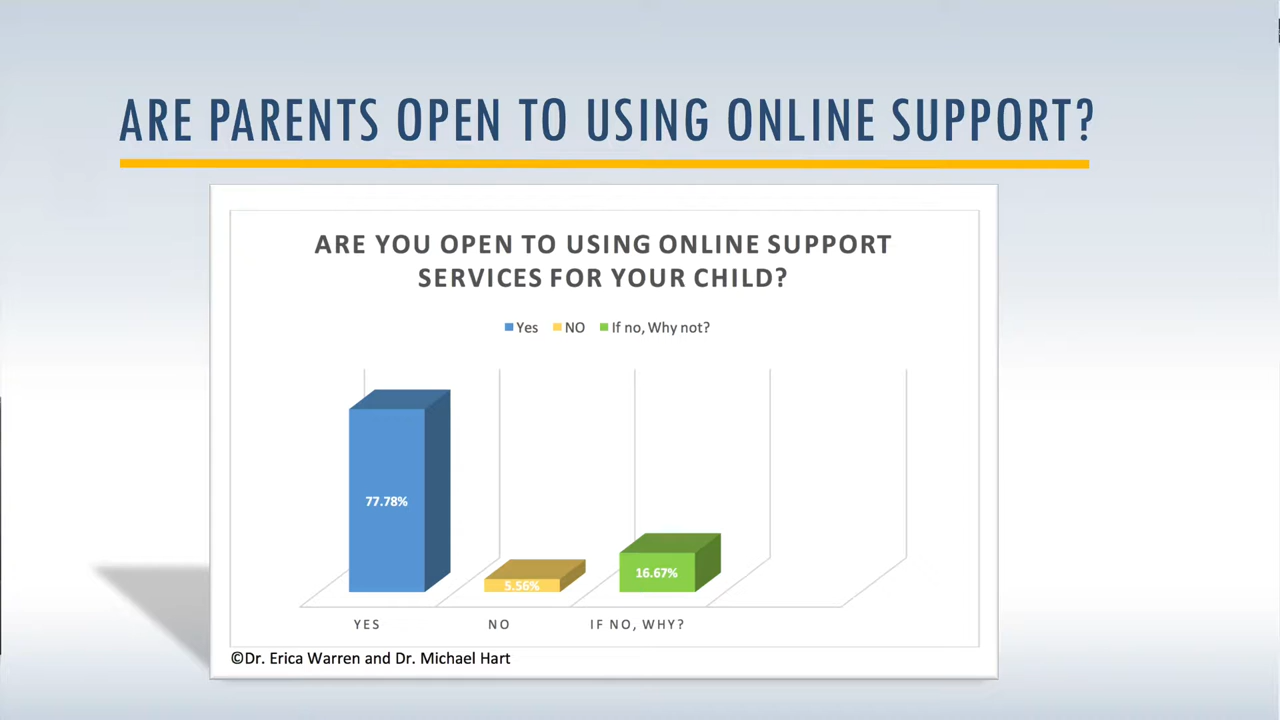 ARE PARENTS OPEN TO USING ONLINE SUPPORT?
ARE YOU OPEN TO USING ONLINE SUPPORT
SERVICES FOR YOUR CHILD?
Yes NO If no, Why not?
77.78%
5.56%
16.67%
YES NO IF NO, WHY?
©Dr. Erica Warren and Dr. Michael Hart